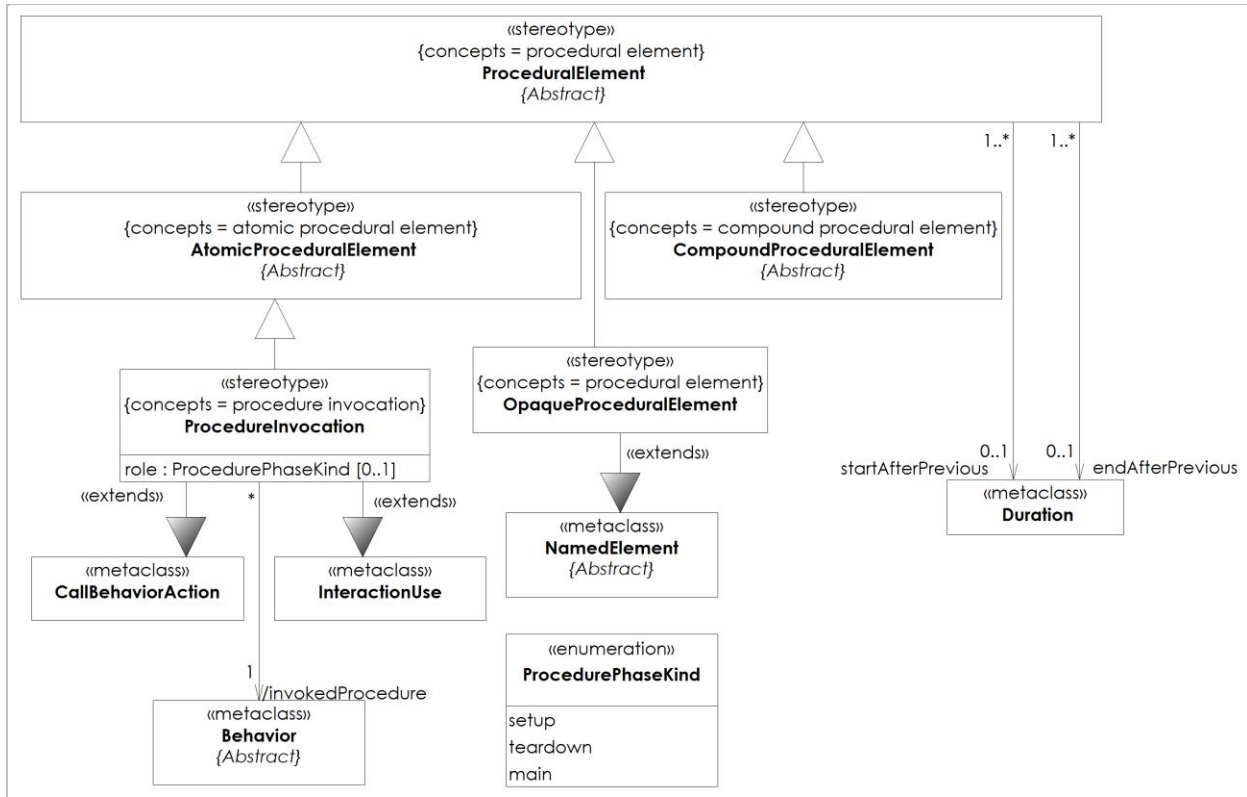 «stereotype»
{concepts = procedural element}
ProceduralElement
{Abstract}
1..*
1..*
«stereotype»
{concepts = atomic procedural element}
AtomicProceduralElement
{Abstract}
«stereotype»
{concepts = compound procedural element}
CompoundProceduralElement
{Abstract}
«stereotype»
{concepts = procedure invocation}
ProcedureInvocation
role : ProcedurePhaseKind [0..1]
«stereotype»
{concepts = procedural element}
OpaqueProceduralElement
«extends»
*
«extends»
«extends»
0..1
startAfterPrevious
0..1
endAfterPrevious
«metaclass»
Duration
«metaclass»
NamedElement
{Abstract}
«metaclass»
CallBehaviorAction
«metaclass»
InteractionUse
1
/invokedProcedure
«metaclass»
Behavior
{Abstract}
«enumeration»
ProcedurePhaseKind
setup
teardown
main